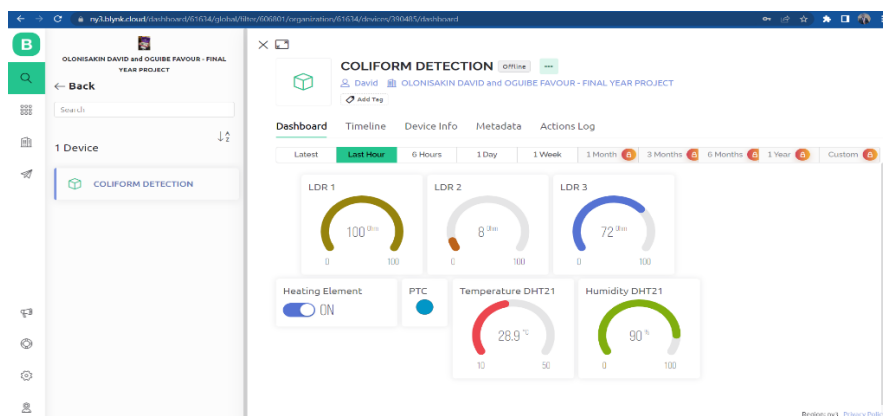 ny3.blynk.cloud/dashboard/61634/global/filter/606801/organization/61634/devices/390485/dashboard
B
OLONISAKIN DAVID and OGUIBE FAVOUR - FINAL
YEAR PROJECT
← Back
Search
1 Device
COLIFORM DETECTION
COLIFORM DETECTION Offline
David OLONISAKIN DAVID and OGUIBE FAVOUR - FINAL YEAR PROJECT
Add Tag
Dashboard Timeline Device Info Metadata Actions Log
Latest Last Hour 6 Hours 1 Day 1 Week 1 Month 3 Months 6 Months 1 Year Custom
LDR 1 LDR 2 LDR 3
100 Ohm 8 Ohm 72 Ohm
0 100 0 100 0 100
Heating Element PTC Temperature DHT21 Humidity DHT21
ON
28.9 °C 90 %
10 50 0 100
Region: ny3 Privacy Policy